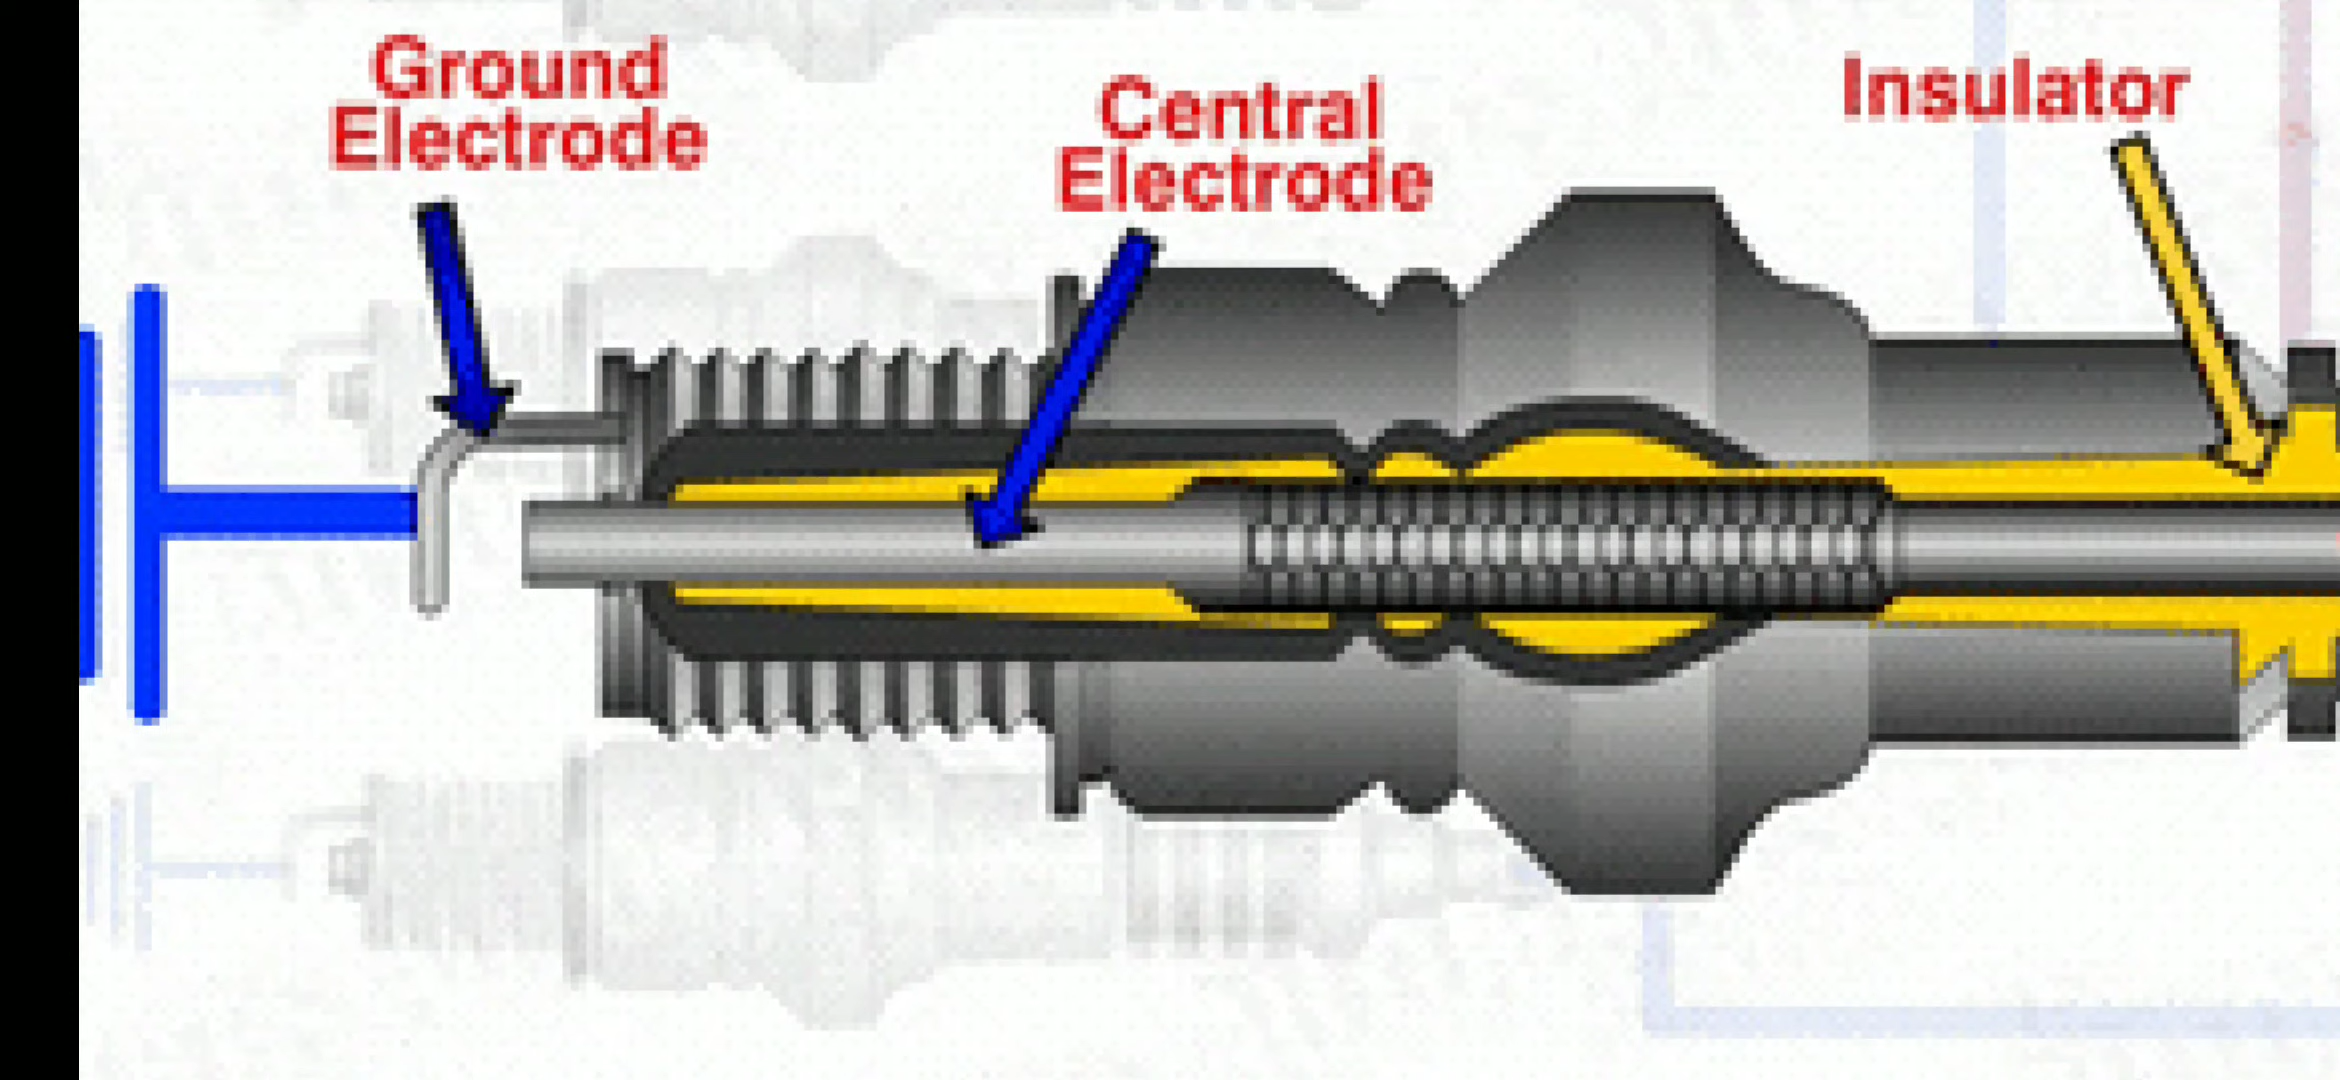 Ground
Electrode
Central
Electrode
Insulator